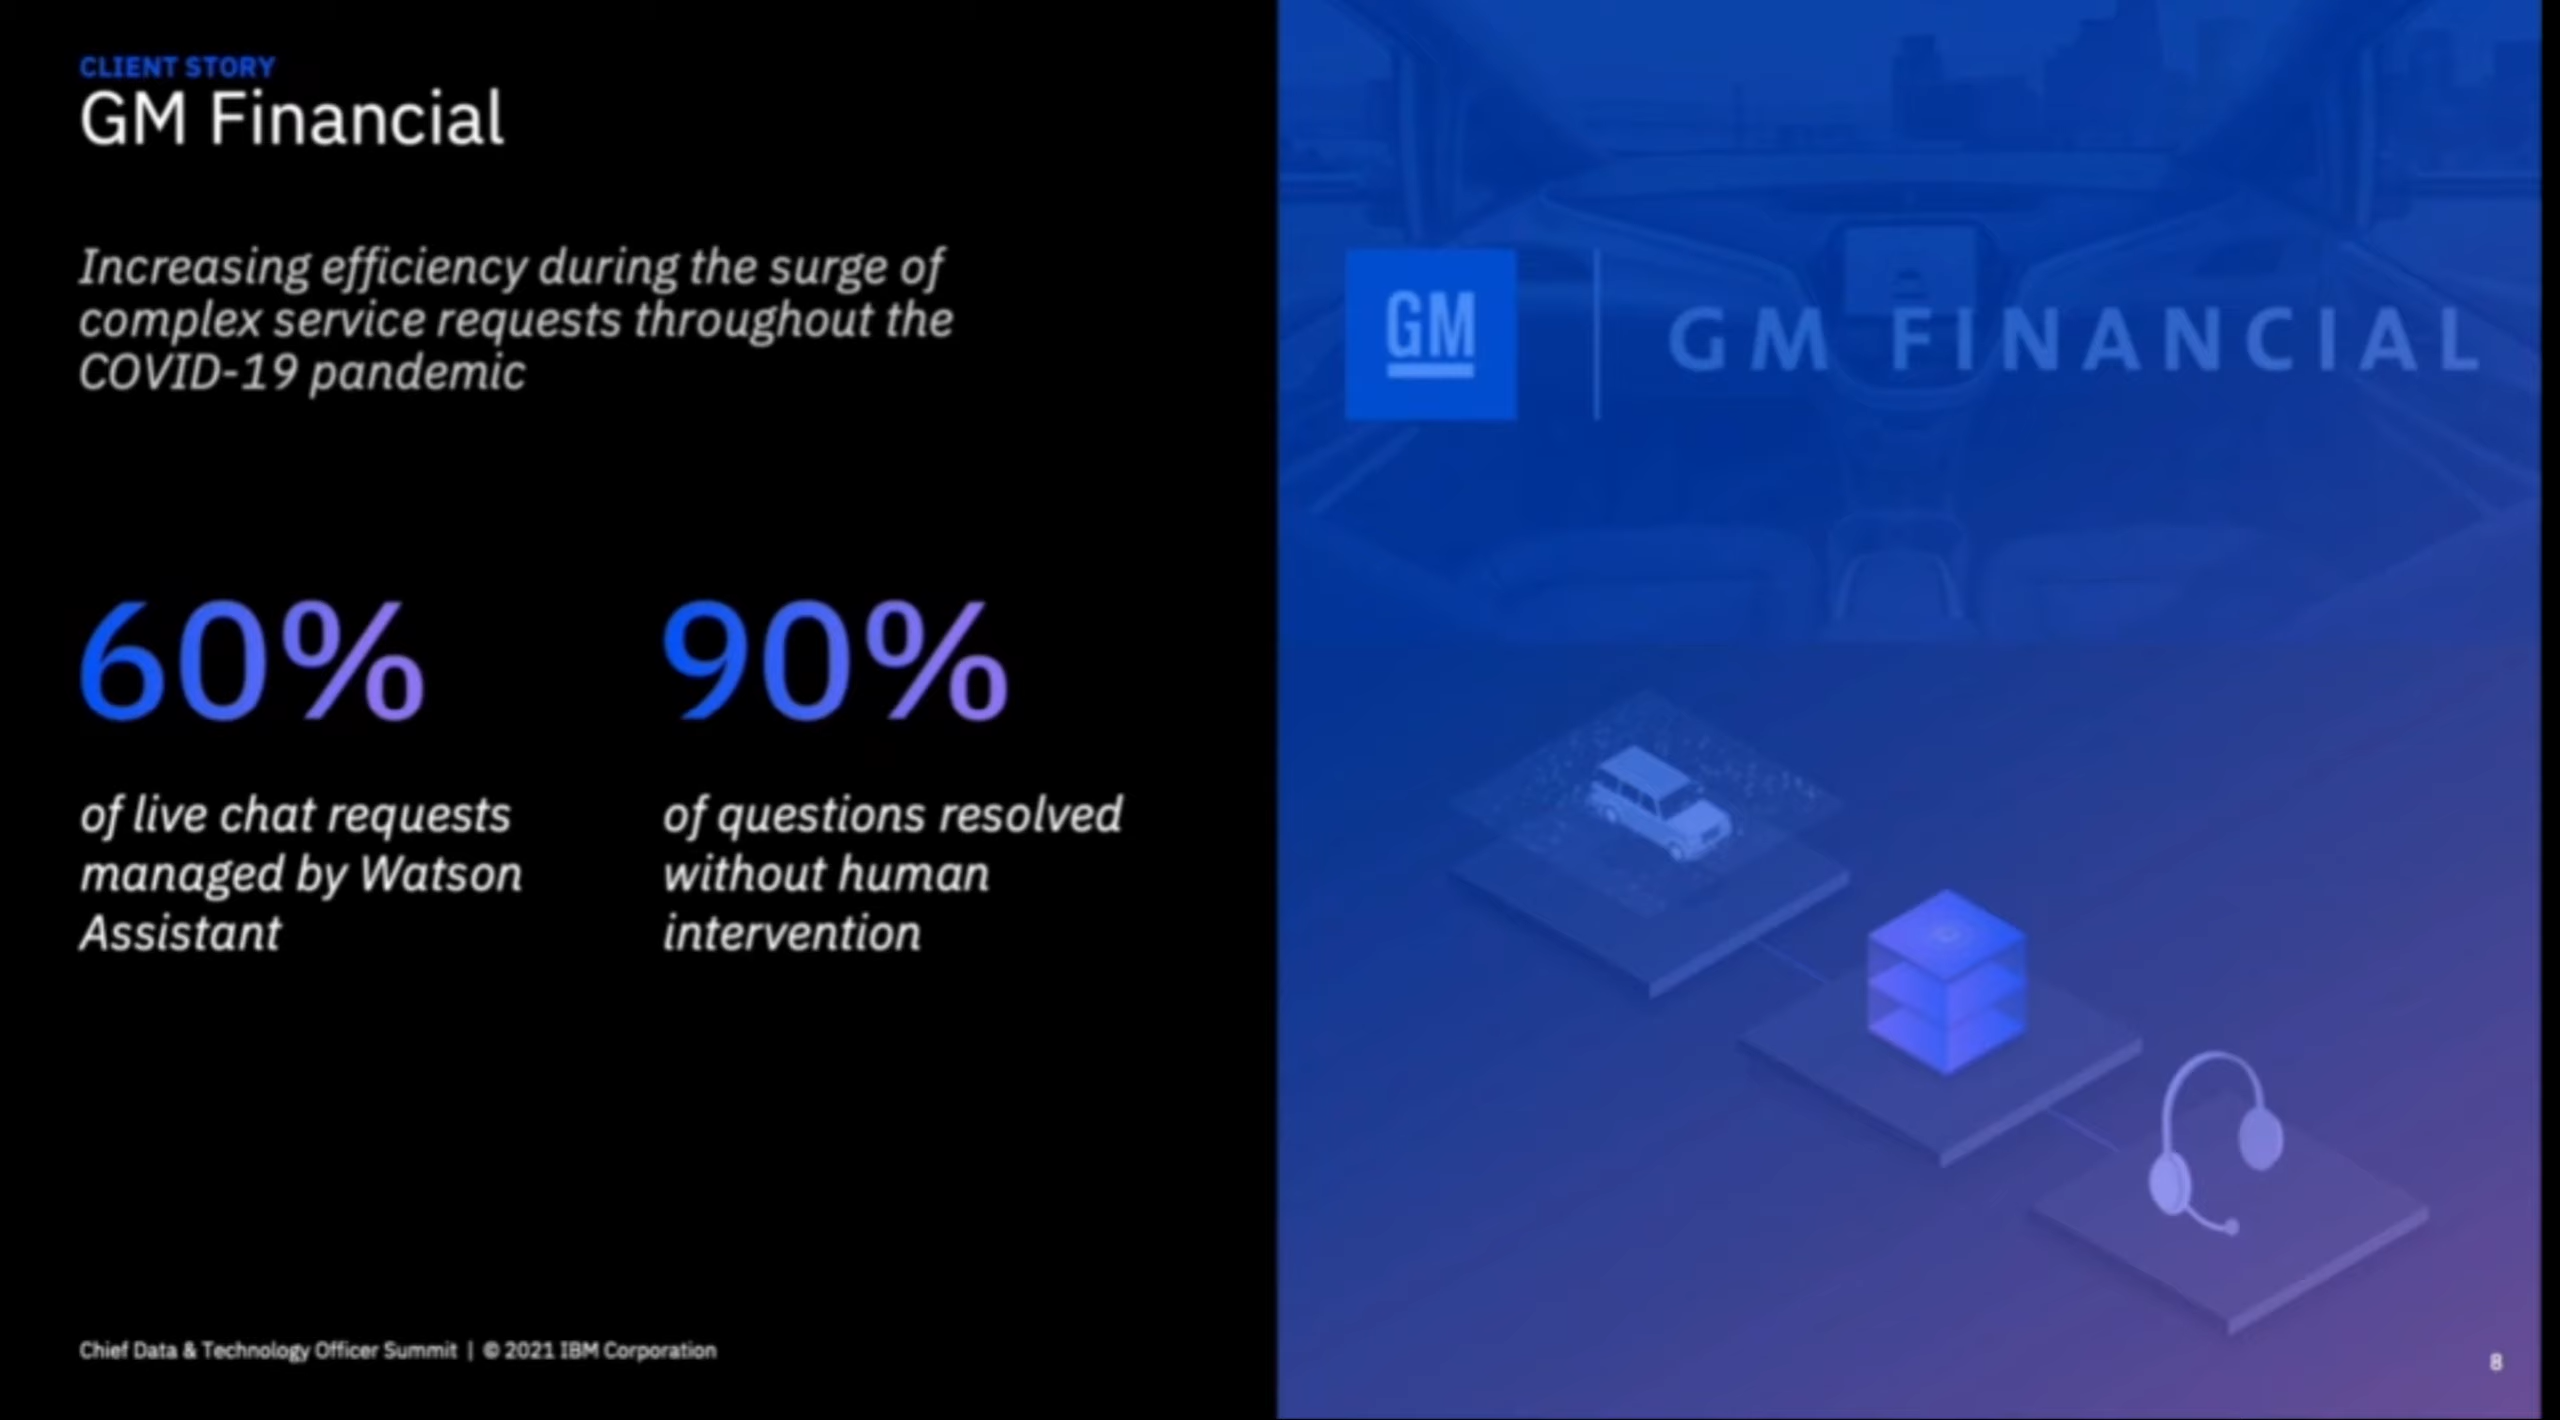 CLIENT STORY
GM Financial
Increasing efficiency during the surge of
complex service requests throughout the
COVID-19 pandemic
60%
of live chat requests
managed by Watson
Assistant
90%
of questions resolved
without human
intervention
GM
GM FINANCIAL
Chief Data & Technology Officer Summit | © 2021 IBM Corporation
8